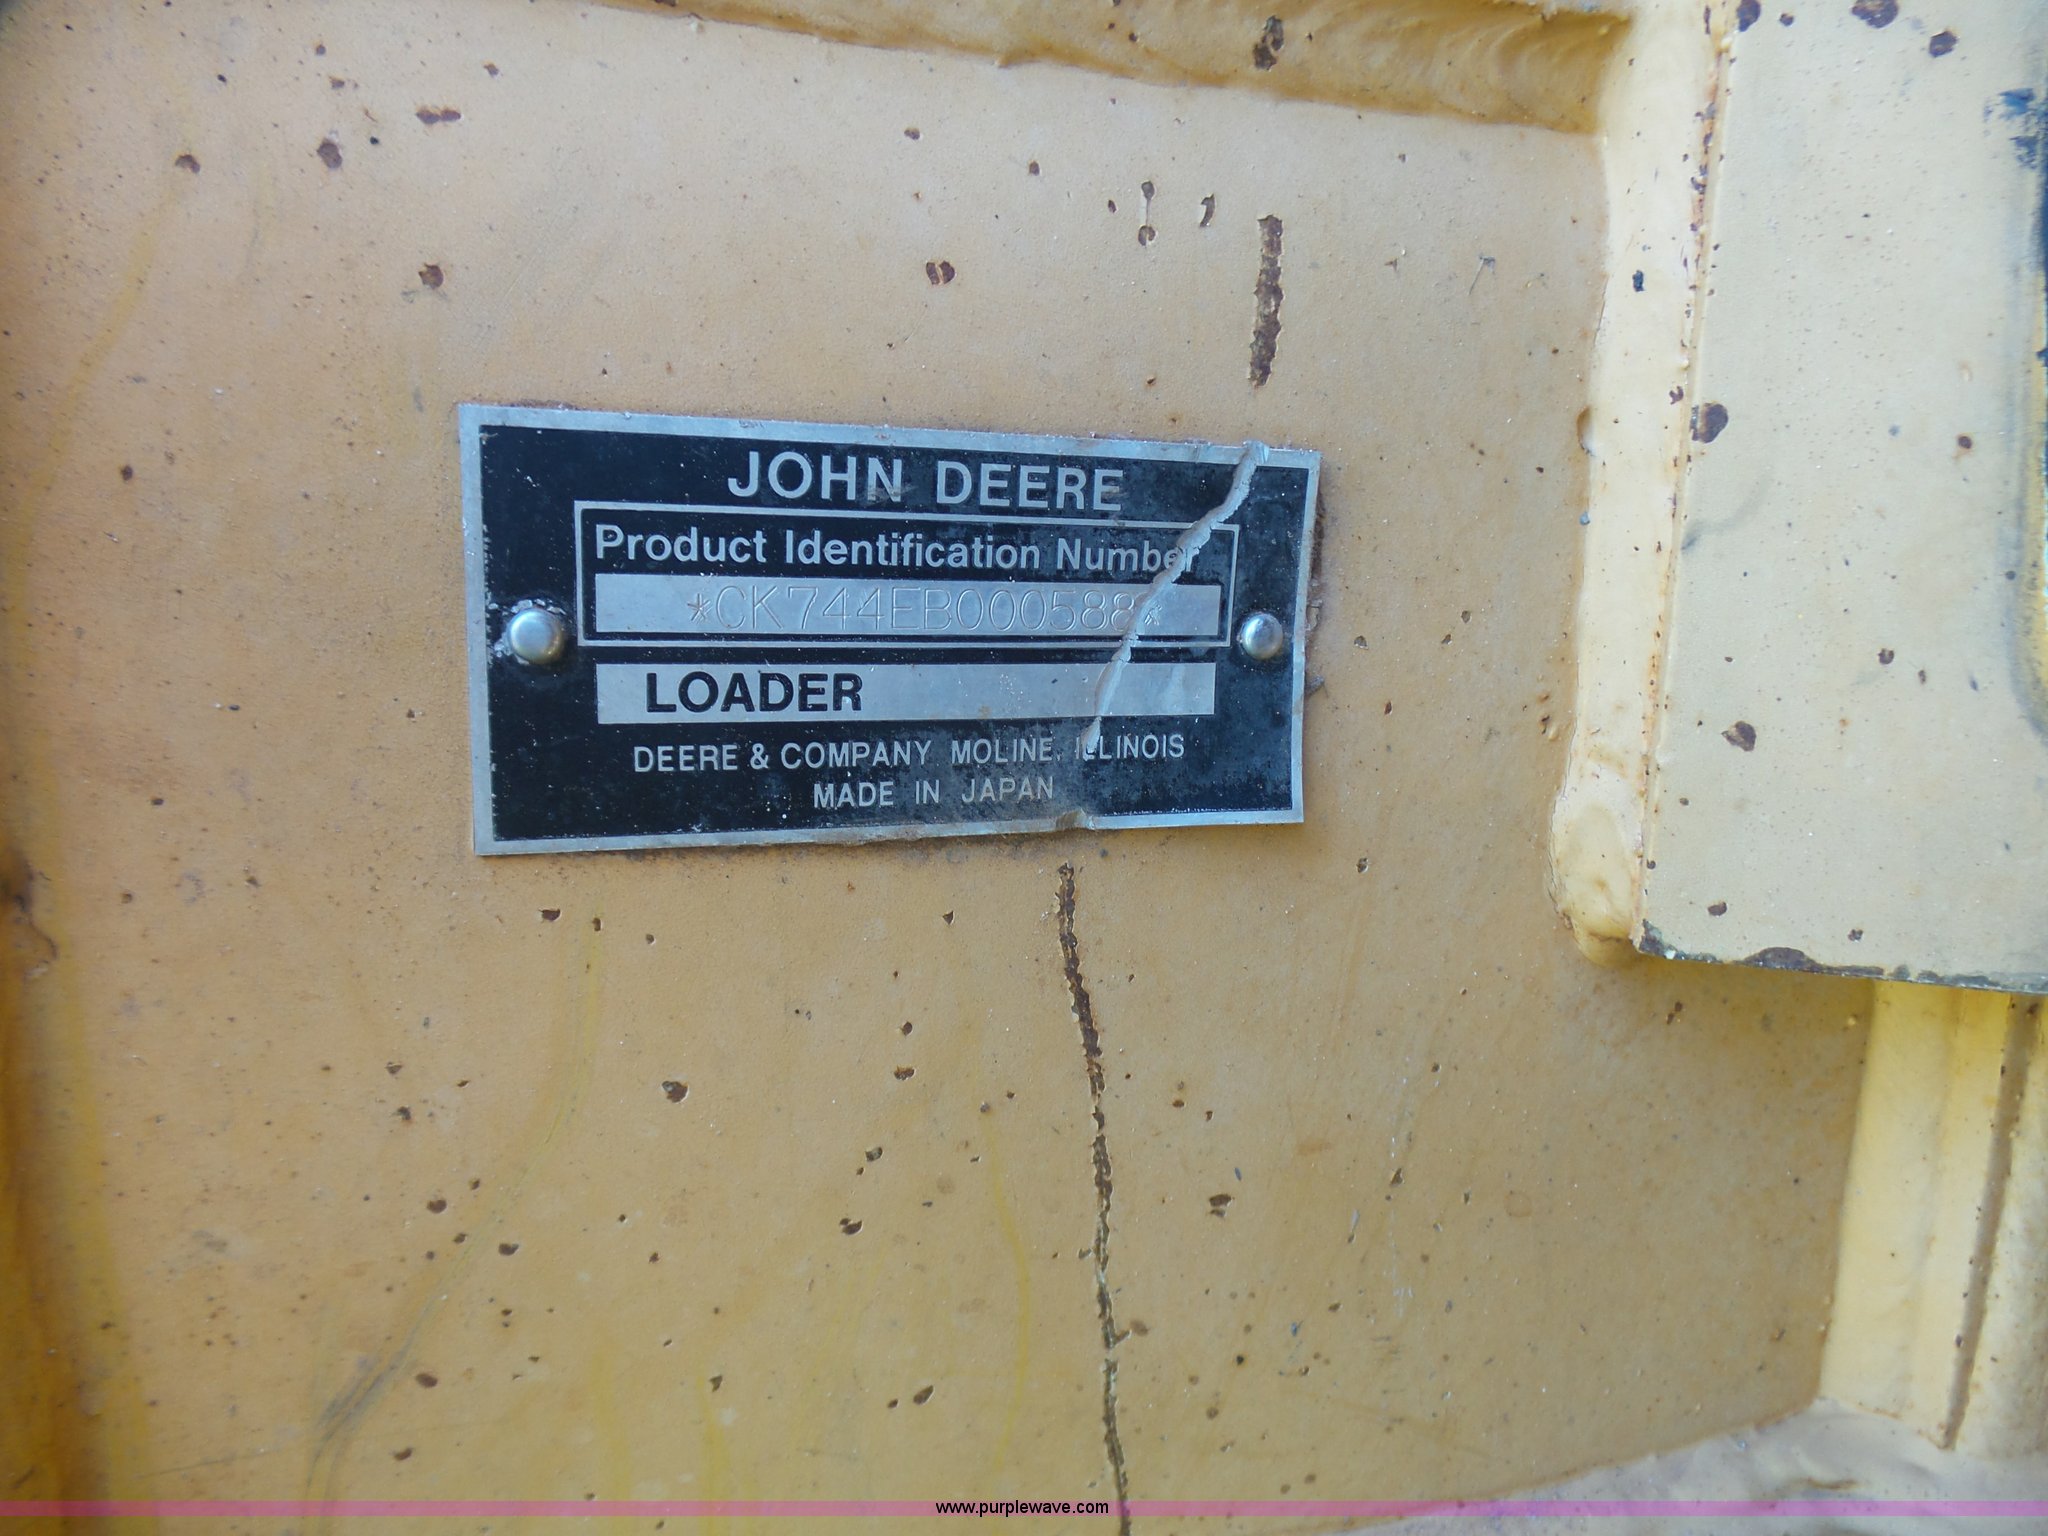 JOHN DEERE
Product Identification Number
*CK744EB000588*
LOADER
DEERE & COMPANY MOLINE, ILLINOIS
MADE IN JAPAN
www.purplewave.com